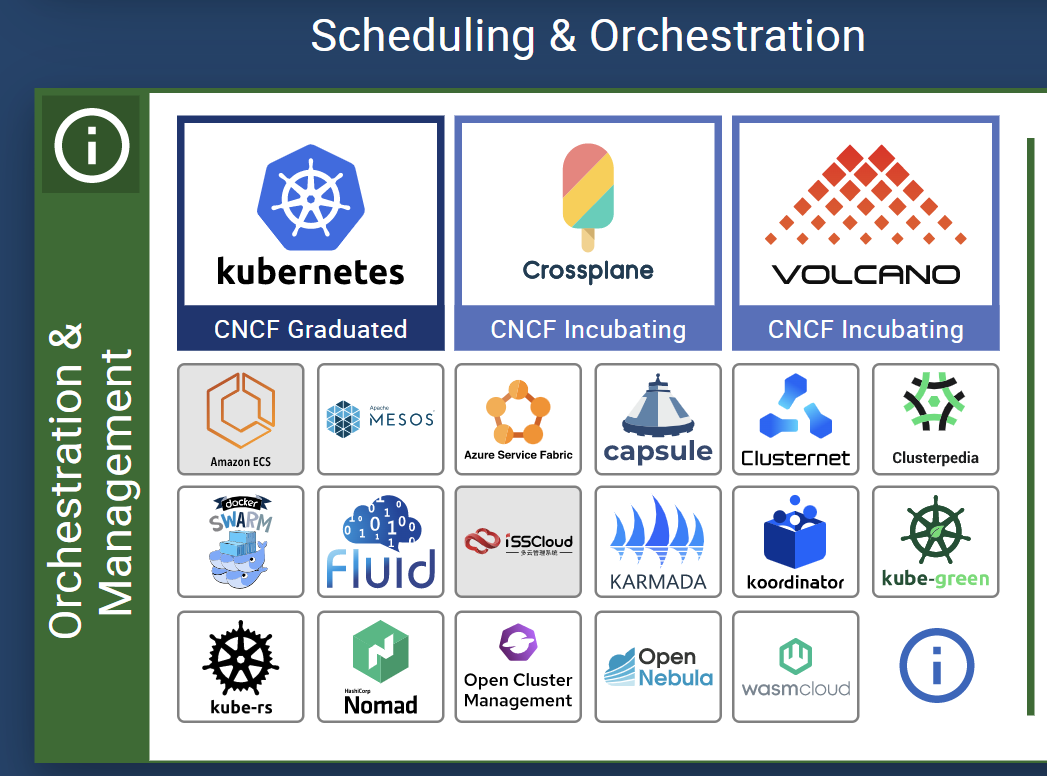 Scheduling & Orchestration
Orchestration &
Management
kubernetes
CNCF Graduated
Crossplane
CNCF Incubating
VOLCANO
CNCF Incubating
Amazon ECS
Apache
MESOS
Azure Service Fabric
capsule
Clusternet
Clusterpedia
docker
SWARM
Fluid
iSSCloud
多云管理系统
KARMADA
koordinator
kube-green
kube-rs
HashiCorp
Nomad
Open Cluster
Management
Open
Nebula
wasmcloud